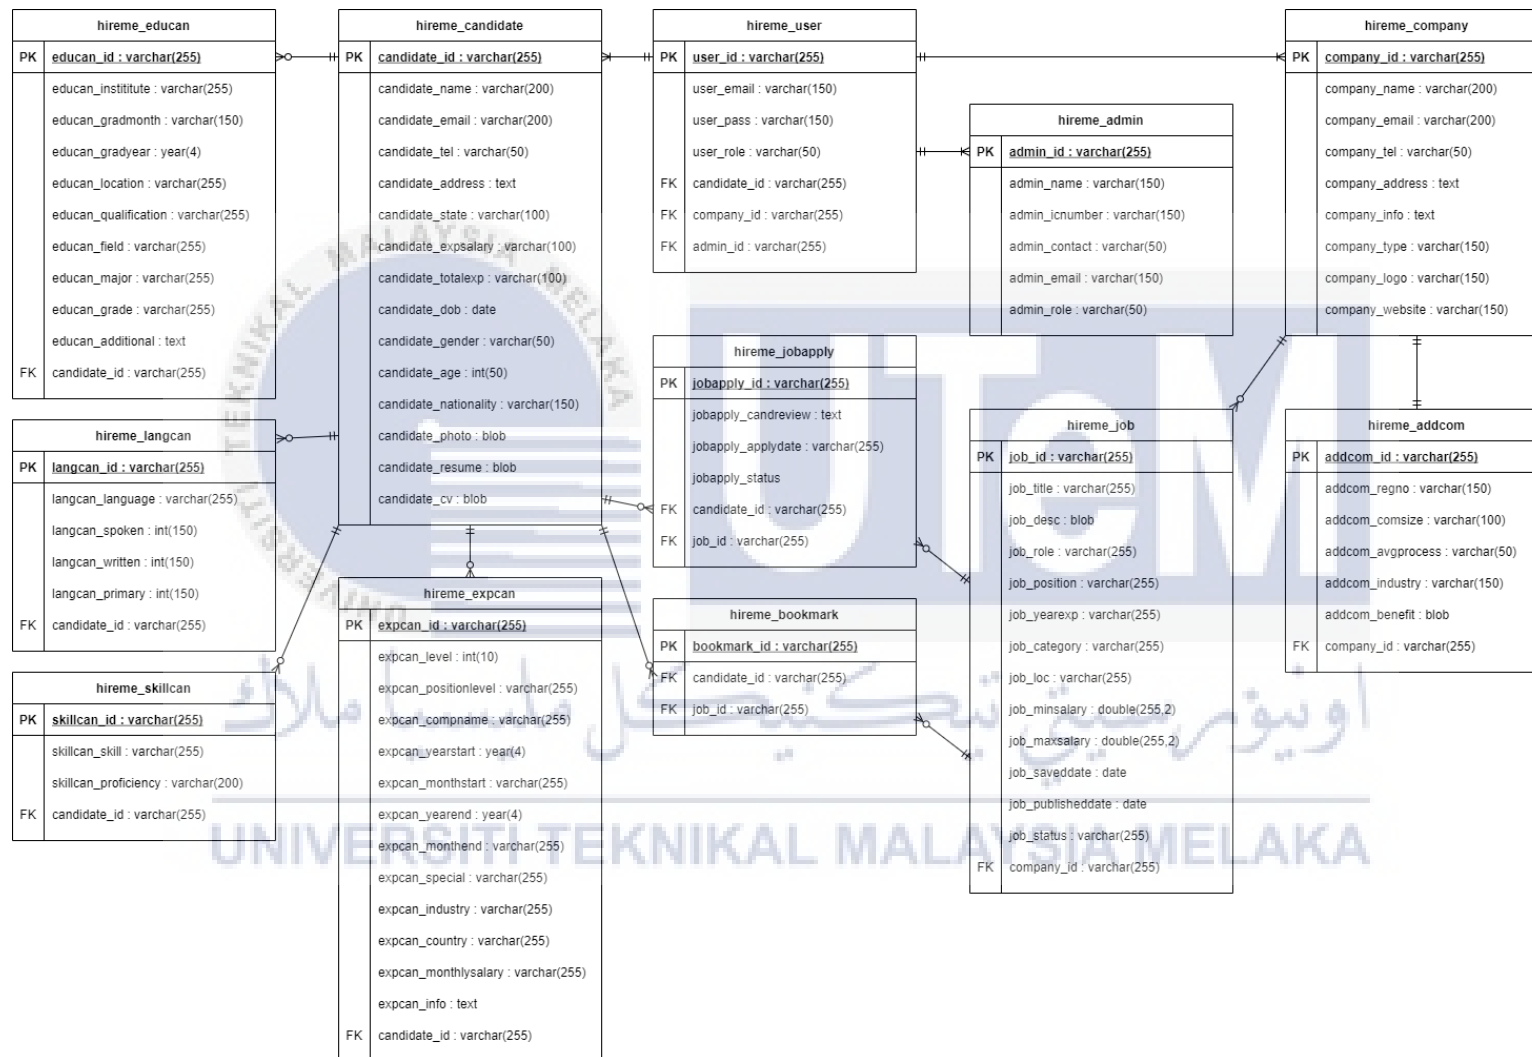 hireme_educan
PK educan_id : varchar(255)
educan_instititute : varchar(255)
educan_gradmonth : varchar(150)
educan_gradyear : year(4)
educan_location : varchar(255)
educan_qualification : varchar(255)
educan_field : varchar(255)
educan_major : varchar(255)
educan_grade : varchar(255)
educan_additional : text
FK candidate_id : varchar(255)
hireme_langcan
PK langcan_id : varchar(255)
langcan_language : varchar(255)
langcan_spoken : int(150)
langcan_written : int(150)
langcan_primary : int(150)
FK candidate_id : varchar(255)
hireme_skillcan
PK skillcan_id : varchar(255)
skillcan_skill : varchar(255)
skillcan_proficiency : varchar(200)
FK candidate_id : varchar(255)
hireme_candidate
PK candidate_id : varchar(255)
candidate_name : varchar(200)
candidate_email : varchar(200)
candidate_tel : varchar(50)
candidate_address : text
candidate_state : varchar(100)
candidate_expsalary : varchar(100)
candidate_totalexp : varchar(100)
candidate_dob : date
candidate_gender : varchar(50)
candidate_age : int(50)
candidate_nationality : varchar(150)
candidate_photo : blob
candidate_resume : blob
candidate_cv : blob
hireme_expcan
PK expcan_id : varchar(255)
expcan_level : int(10)
expcan_positionlevel : varchar(255)
expcan_compname : varchar(255)
expcan_yearstart : year(4)
expcan_monthstart : varchar(255)
expcan_yearend : year(4)
expcan_monthend : varchar(255)
expcan_special : varchar(255)
expcan_industry : varchar(255)
expcan_country : varchar(255)
expcan_monthlysalary : varchar(255)
expcan_info : text
FK candidate_id : varchar(255)
hireme_user
PK user_id : varchar(255)
user_email : varchar(150)
user_pass : varchar(150)
user_role : varchar(50)
FK candidate_id : varchar(255)
FK company_id : varchar(255)
FK admin_id : varchar(255)
hireme_jobapply
PK jobapply_id : varchar(255)
jobapply_candreview : text
jobapply_applydate : varchar(255)
jobapply_status
FK candidate_id : varchar(255)
FK job_id : varchar(255)
hireme_bookmark
PK bookmark_id : varchar(255)
FK candidate_id : varchar(255)
FK job_id : varchar(255)
hireme_admin
PK admin_id : varchar(255)
admin_name : varchar(150)
admin_icnumber : varchar(150)
admin_contact : varchar(50)
admin_email : varchar(150)
admin_role : varchar(50)
hireme_job
PK job_id : varchar(255)
job_title : varchar(255)
job_desc : blob
job_role : varchar(255)
job_position : varchar(255)
job_yearexp : varchar(255)
job_category : varchar(255)
job_loc : varchar(255)
job_minsalary : double(255,2)
job_maxsalary : double(255,2)
job_saveddate : date
job_publisheddate : date
job_status : varchar(255)
FK company_id : varchar(255)
hireme_company
PK company_id : varchar(255)
company_name : varchar(200)
company_email : varchar(200)
company_tel : varchar(50)
company_address : text
company_info : text
company_type : varchar(150)
company_logo : varchar(150)
company_website : varchar(150)
hireme_addcom
PK addcom_id : varchar(255)
addcom_regno : varchar(150)
addcom_comsize : varchar(100)
addcom_avgprocess : varchar(50)
addcom_industry : varchar(150)
addcom_benefit : blob
FK company_id : varchar(255)
UNIVERSITI TEKNIKAL MALAYSIA MELAKA
UTeM
اونيورسيتي تيكنيكل مليسيا ملاك
UNIVERSITI TEKNIKAL MALAYSIA MELAKA